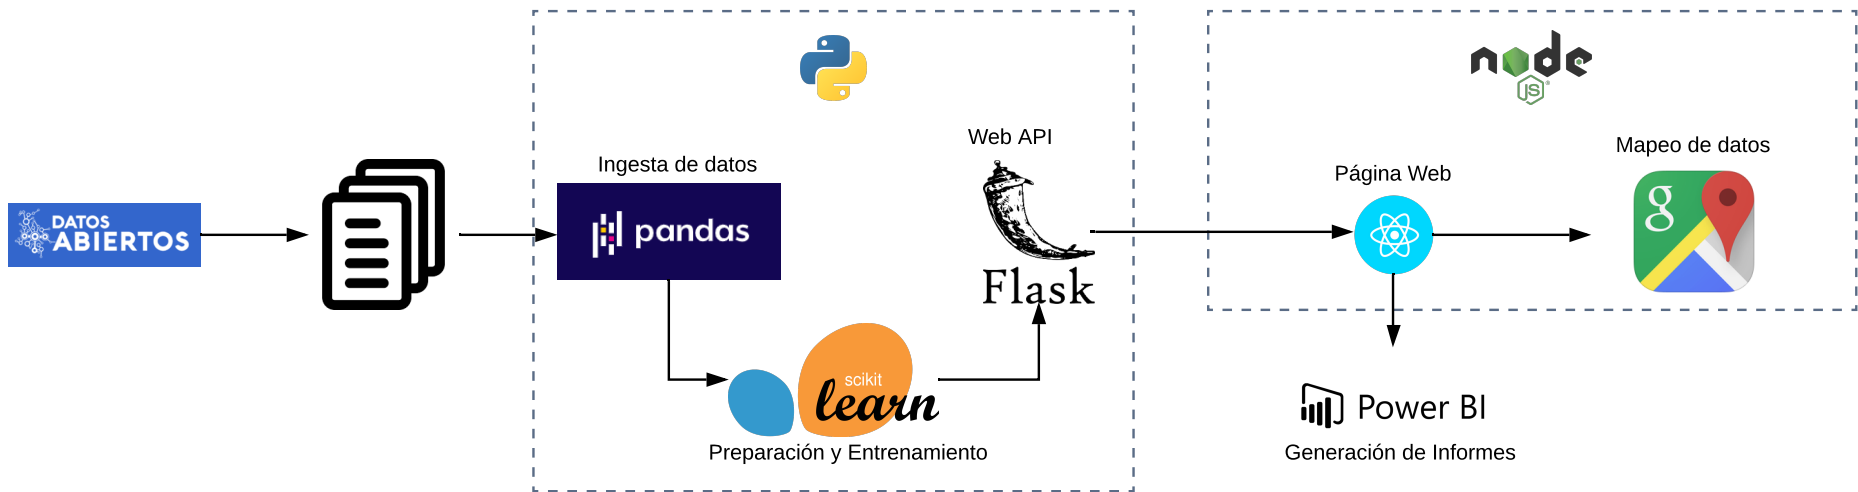 DATOS
ABIERTOS
Ingesta de datos
pandas
scikit
learn
Preparación y Entrenamiento
Web API
Flask
node
JS
Página Web
Mapeo de datos
g
Power BI
Generación de Informes